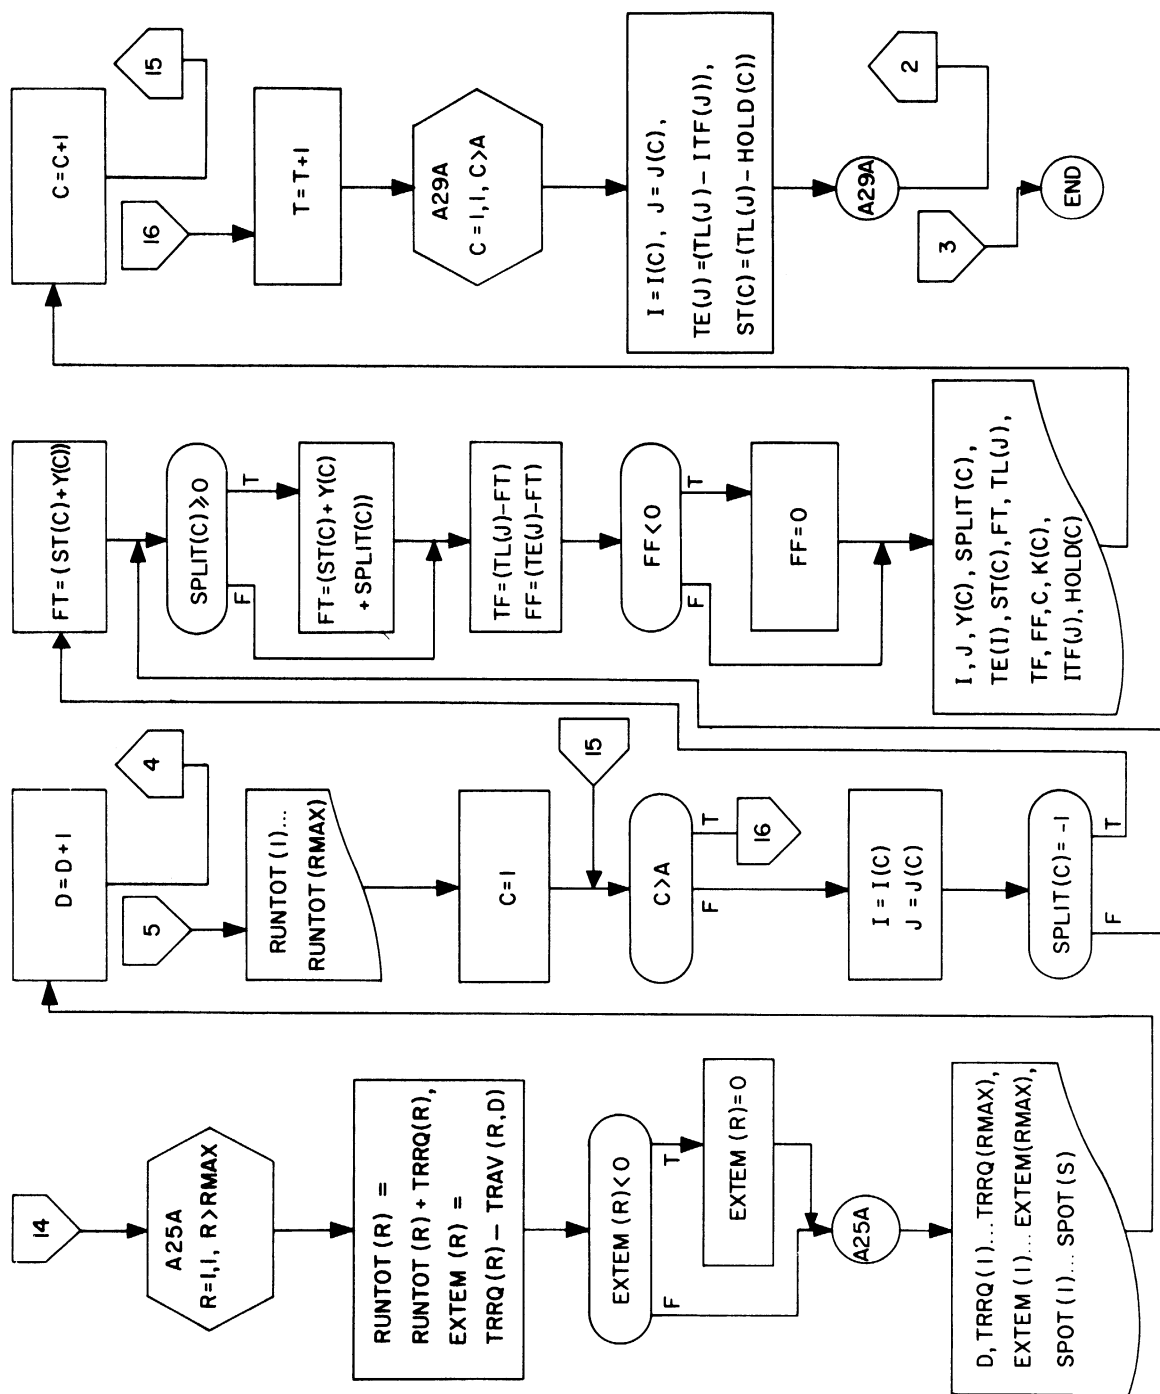 14
A25A
R=1,1, R>RMAX
RUNTOT (R) =
RUNTOT (R) + TRRQ(R),
EXTEM (R) =
TRRQ(R) – TRAV (R,D)
EXTEM (R)<0
F
T
EXTEM (R)=0
A25A
D, TRRQ (1)... TRRQ(RMAX),
EXTEM (1)... EXTEM(RMAX),
SPOT (1)... SPOT (S)
D=D+1
4
5
RUNTOT (1)...
RUNTOT (RMAX)
C=1
15
C>A
F
T
16
I = I(C)
J = J(C)
SPLIT(C)= -1
F
T
FT=(ST(C)+Y(C))
SPLIT(C)≥0
F
T
FT=(ST(C)+Y(C)
+SPLIT(C))
TF=(TL(J)-FT)
FF=(TE(J)-FT)
FF<0
F
T
FF=0
I, J, Y(C), SPLIT(C),
TE(I), ST(C), FT, TL(J),
TF, FF, C, K(C),
ITF(J), HOLD(C)
C=C+1
15
16
T=T+1
A29A
C=1,1, C>A
I = I(C), J = J(C),
TE(J)=(TL(J)-ITF(J)),
ST(C)=(TL(J)-HOLD(C))
A29A
2
3
END